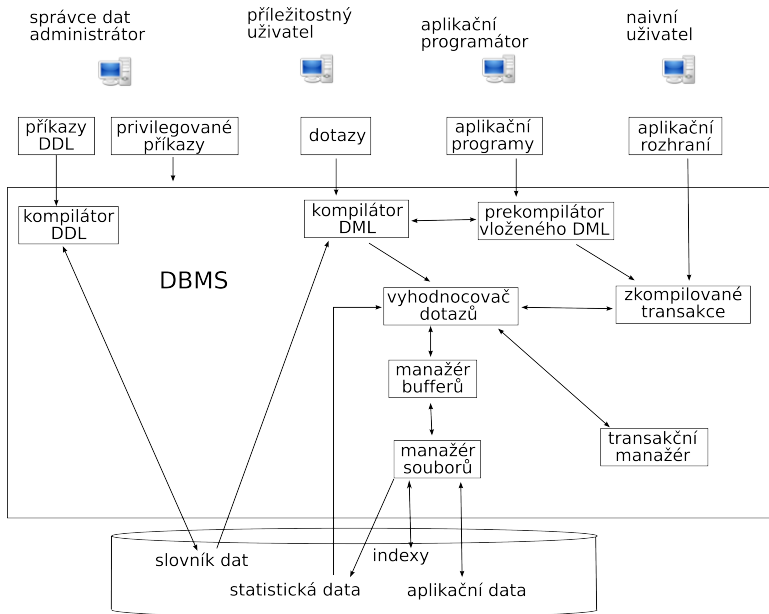 správce dat
administrátor
příležitostný
uživatel
aplikační
programátor
naivní
uživatel
příkazy
DDL
privilegované
příkazy
dotazy
aplikační
programy
aplikační
rozhraní
kompilátor
DDL
kompilátor
DML
prekompilátor
vloženého DML
DBMS
vyhodnocovač
dotazů
zkompilované
transakce
manažér
bufferů
transakční
manažér
manažér
souborů
slovník dat
indexy
statistická data
aplikační data